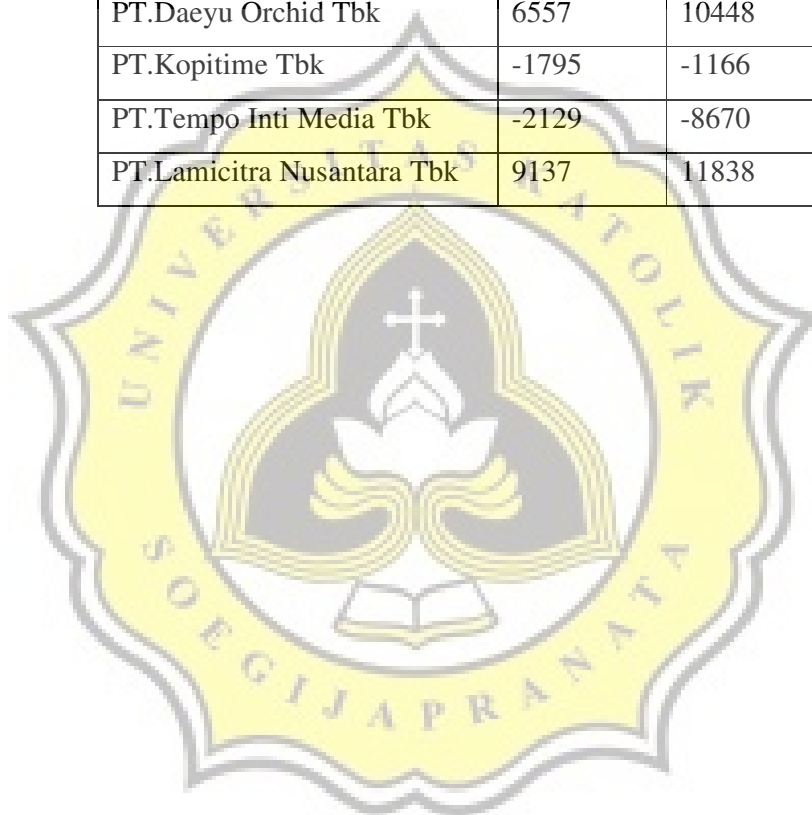 PT.Daeyu Orchid Tbk 6557 10448
PT.Kopitime Tbk -1795 -1166
PT.Tempo Inti Media Tbk -2129 -8670
PT.Lamicitra Nusantara Tbk 9137 11838
UNIVERSITAS KATOLIK
SOEGIJAPRANATA